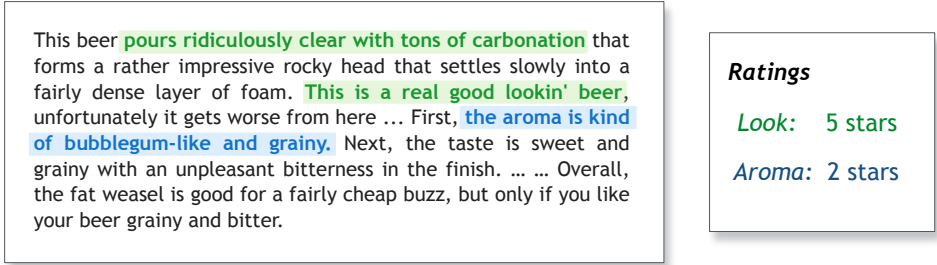 This beer pours ridiculously clear with tons of carbonation that
forms a rather impressive rocky head that settles slowly into a
fairly dense layer of foam. This is a real good lookin' beer,
unfortunately it gets worse from here ... First, the aroma is kind
of bubblegum-like and grainy. Next, the taste is sweet and
grainy with an unpleasant bitterness in the finish. ... ... Overall,
the fat weasel is good for a fairly cheap buzz, but only if you like
your beer grainy and bitter.
Ratings
Look: 5 stars
Aroma: 2 stars